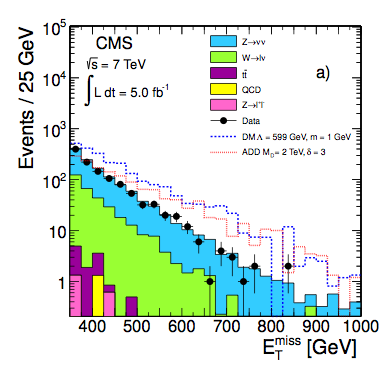 CMS
√s = 7 TeV
∫ L dt = 5.0 fb⁻¹
a)
Z→νν
W→lν
tt̄
QCD
Z→l⁺l⁻
Data
DM Λ = 599 GeV, m = 1 GeV
ADD M_D = 2 TeV, δ = 3
Events / 25 GeV
10⁵
10⁴
10³
10²
10
1
400 500 600 700 800 900 1000
E_T^miss [GeV]